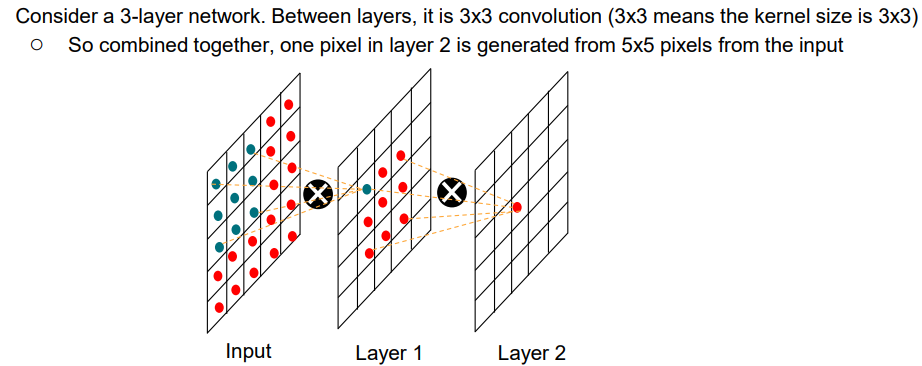 Consider a 3-layer network. Between layers, it is 3x3 convolution (3x3 means the kernel size is 3x3)
○ So combined together, one pixel in layer 2 is generated from 5x5 pixels from the input
Input
Layer 1
Layer 2